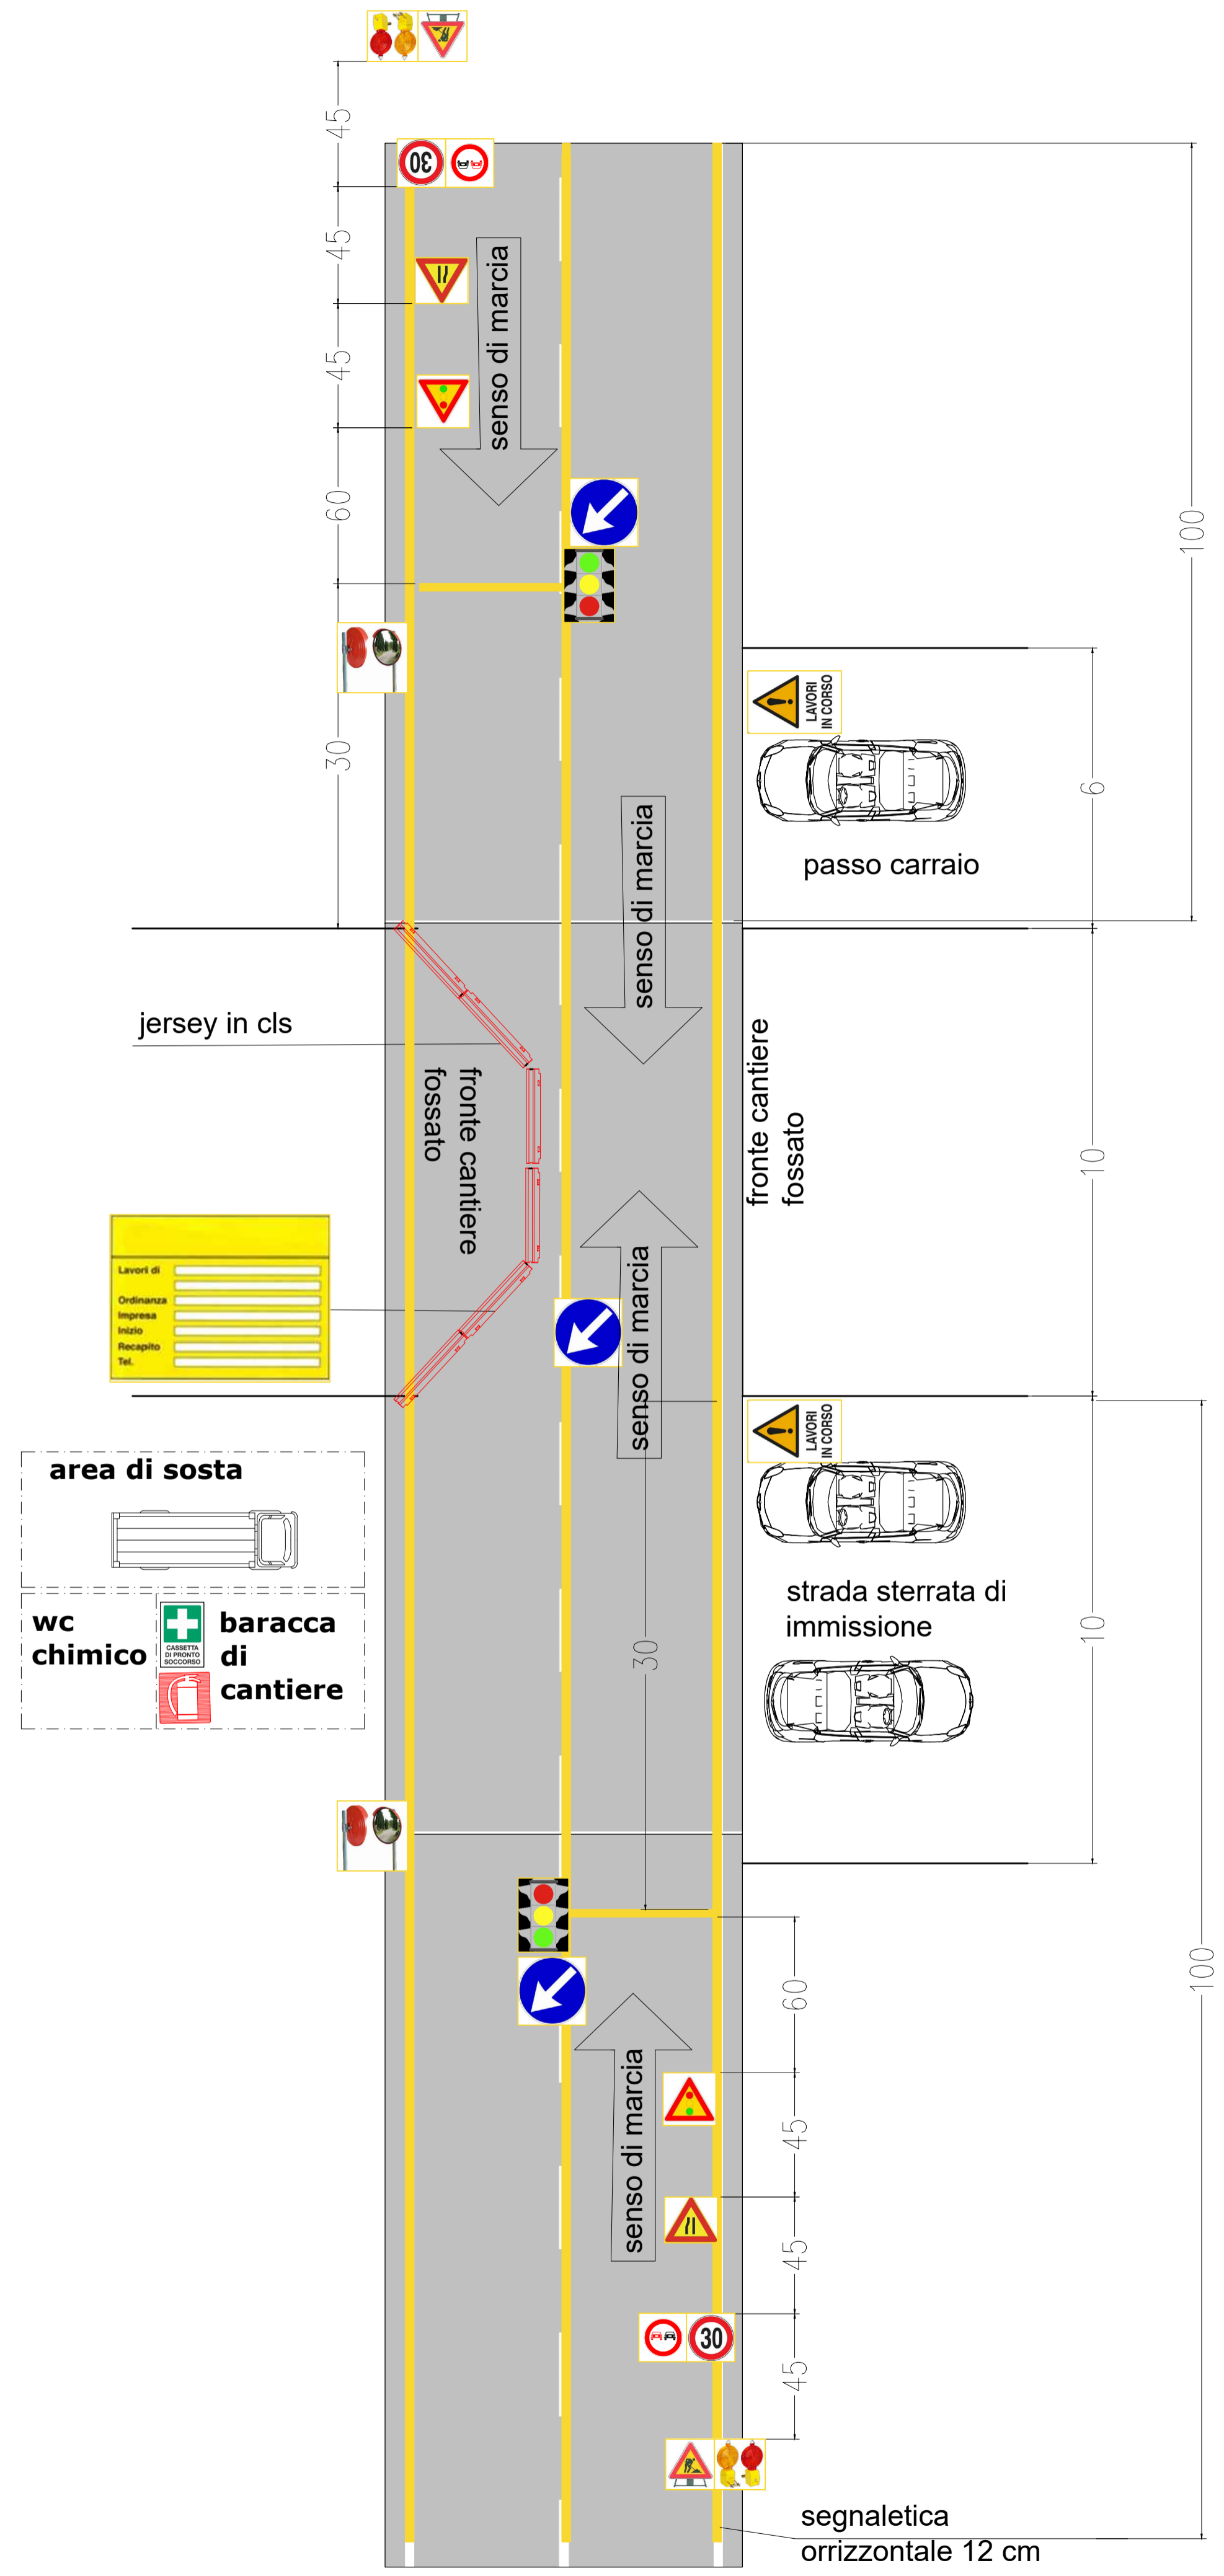 45
30
45
senso di marcia
45
60
100
LAVORI
IN CORSO
30
6
passo carraio
senso di marcia
jersey in cls
fronte cantiere
fossato
fronte cantiere
fossato
10
Lavori di
Ordinanza
Impresa
Inizio
Recapito
Tel.
senso di marcia
LAVORI
IN CORSO
area di sosta
strada sterrata di
immissione
wc
chimico
CASSETTA
DI PRONTO
SOCCORSO
baracca
di
cantiere
30
10
60
100
senso di marcia
45
45
30
45
segnaletica
orrizzontale 12 cm